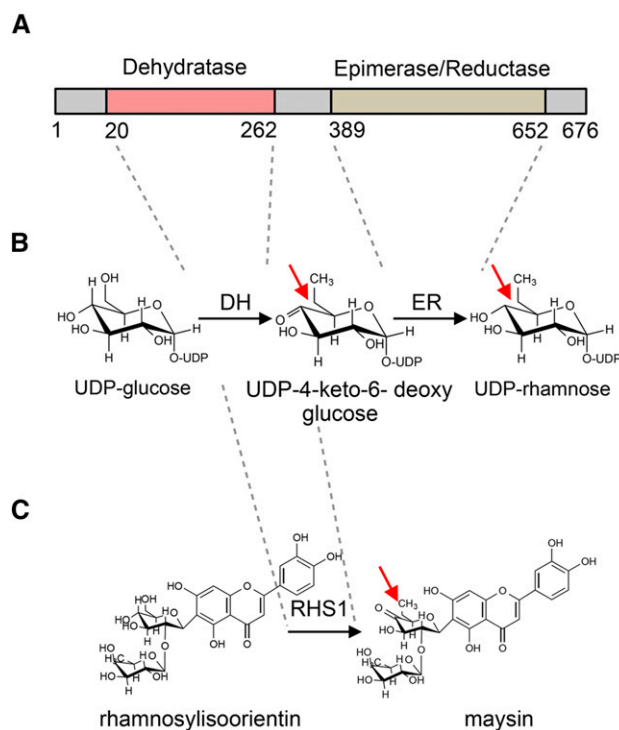 A
Dehydratase Epimerase/Reductase
1 20 262 389 652 676
B
OH
H
HO
HO
H
H
H
OH
O
H
O-UDP
DH
CH₃
O
HO
H
H
H
OH
O
H
O-UDP
ER
CH₃
H
HO
HO
H
H
H
OH
O
H
O-UDP
UDP-glucose
UDP-4-keto-6- deoxy
glucose
UDP-rhamnose
C
RHS1
OH
OH
HO
O
OH
O
CH₃
OH
OH
HO
O
OH
O
rhamnosylisoorientin maysin